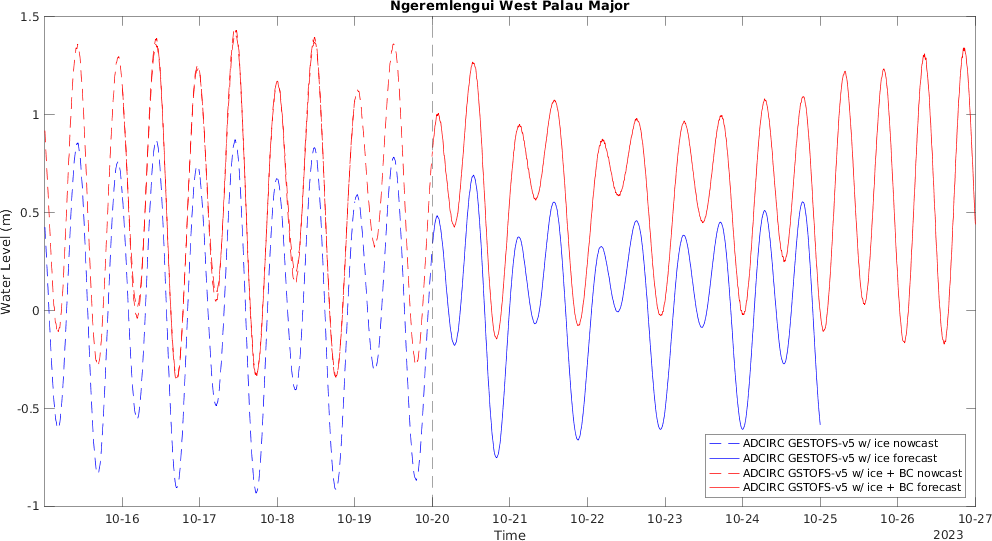 Ngeremlengui West Palau Major
1.5
1
0.5
0
-0.5
-1
Water Level (m)
10-16 10-17 10-18 10-19 10-20 10-21 10-22 10-23 10-24 10-25 10-26 10-27
Time
2023
ADCIRC GESTOFS-v5 w/ ice nowcast
ADCIRC GESTOFS-v5 w/ ice forecast
ADCIRC GSTOFS-v5 w/ ice + BC nowcast
ADCIRC GSTOFS-v5 w/ ice + BC forecast